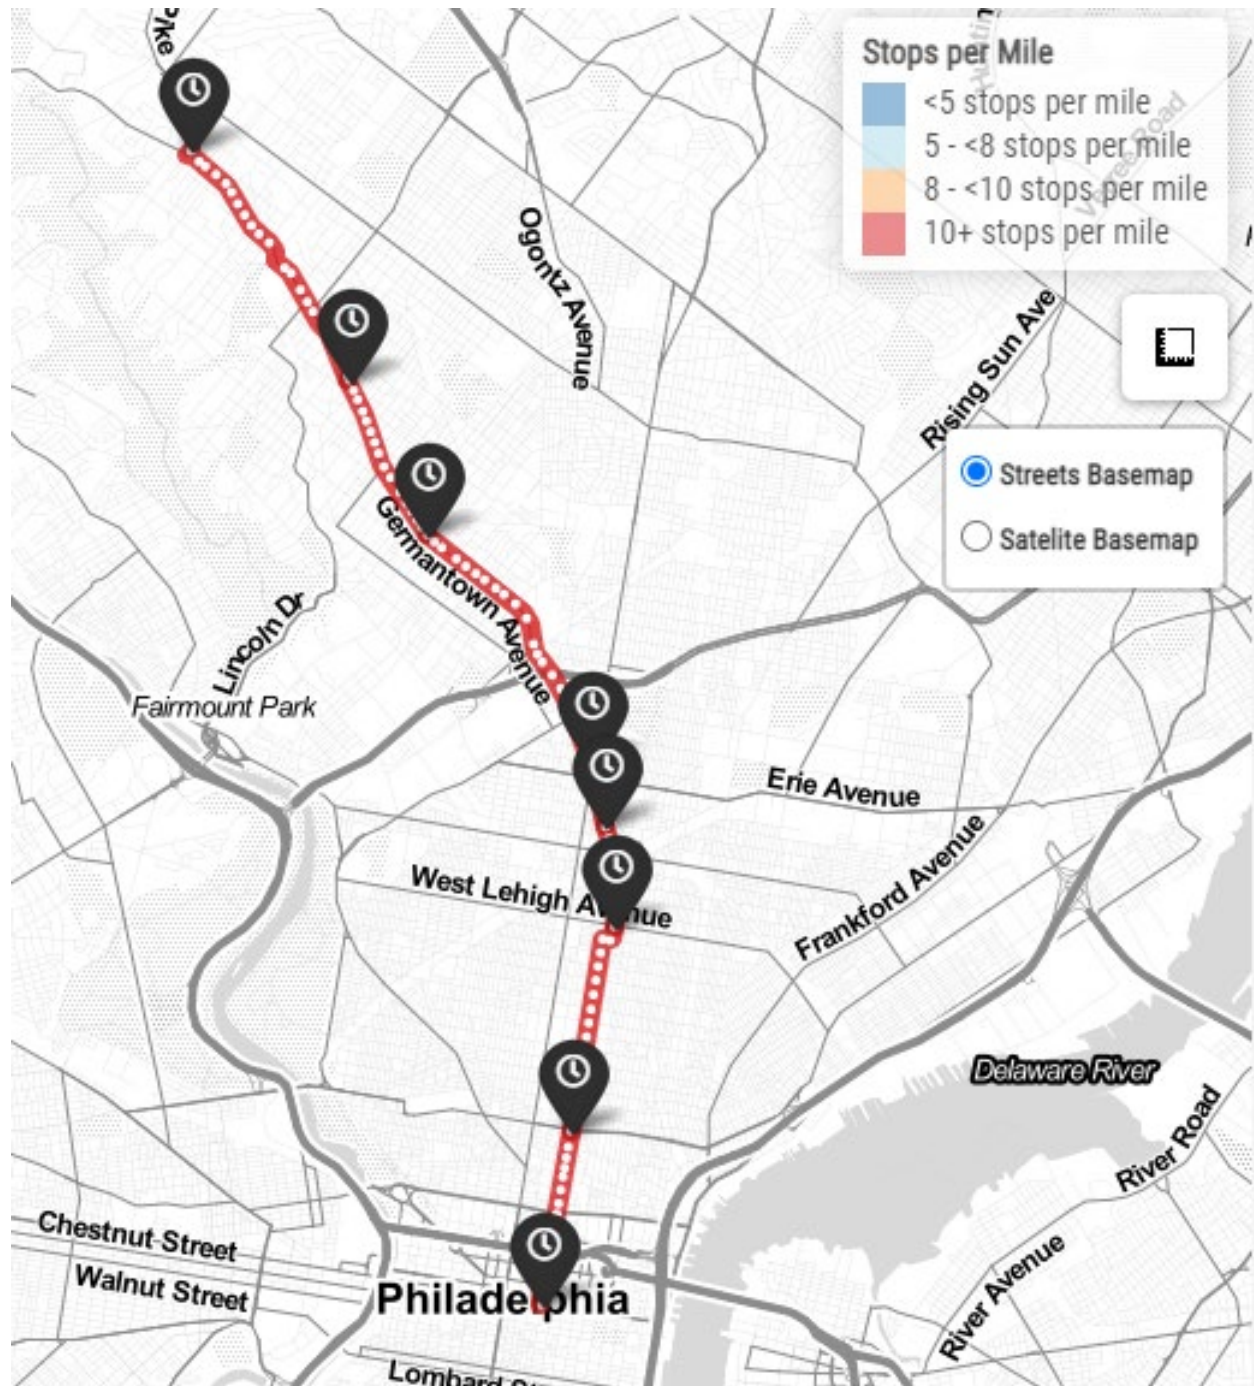 Stops per Mile
<5 stops per mile
5 - <8 stops per mile
8 - <10 stops per mile
10+ stops per mile
Ogontz Avenue
Rising Sun Ave
Streets Basemap
Satelite Basemap
Germantown Avenue
Lincoln Dr
Fairmount Park
Erie Avenue
West Lehigh Avenue
Frankford Avenue
Delaware River
River Road
Chestnut Street
Walnut Street
Philadelphia
River Avenue
Lombard